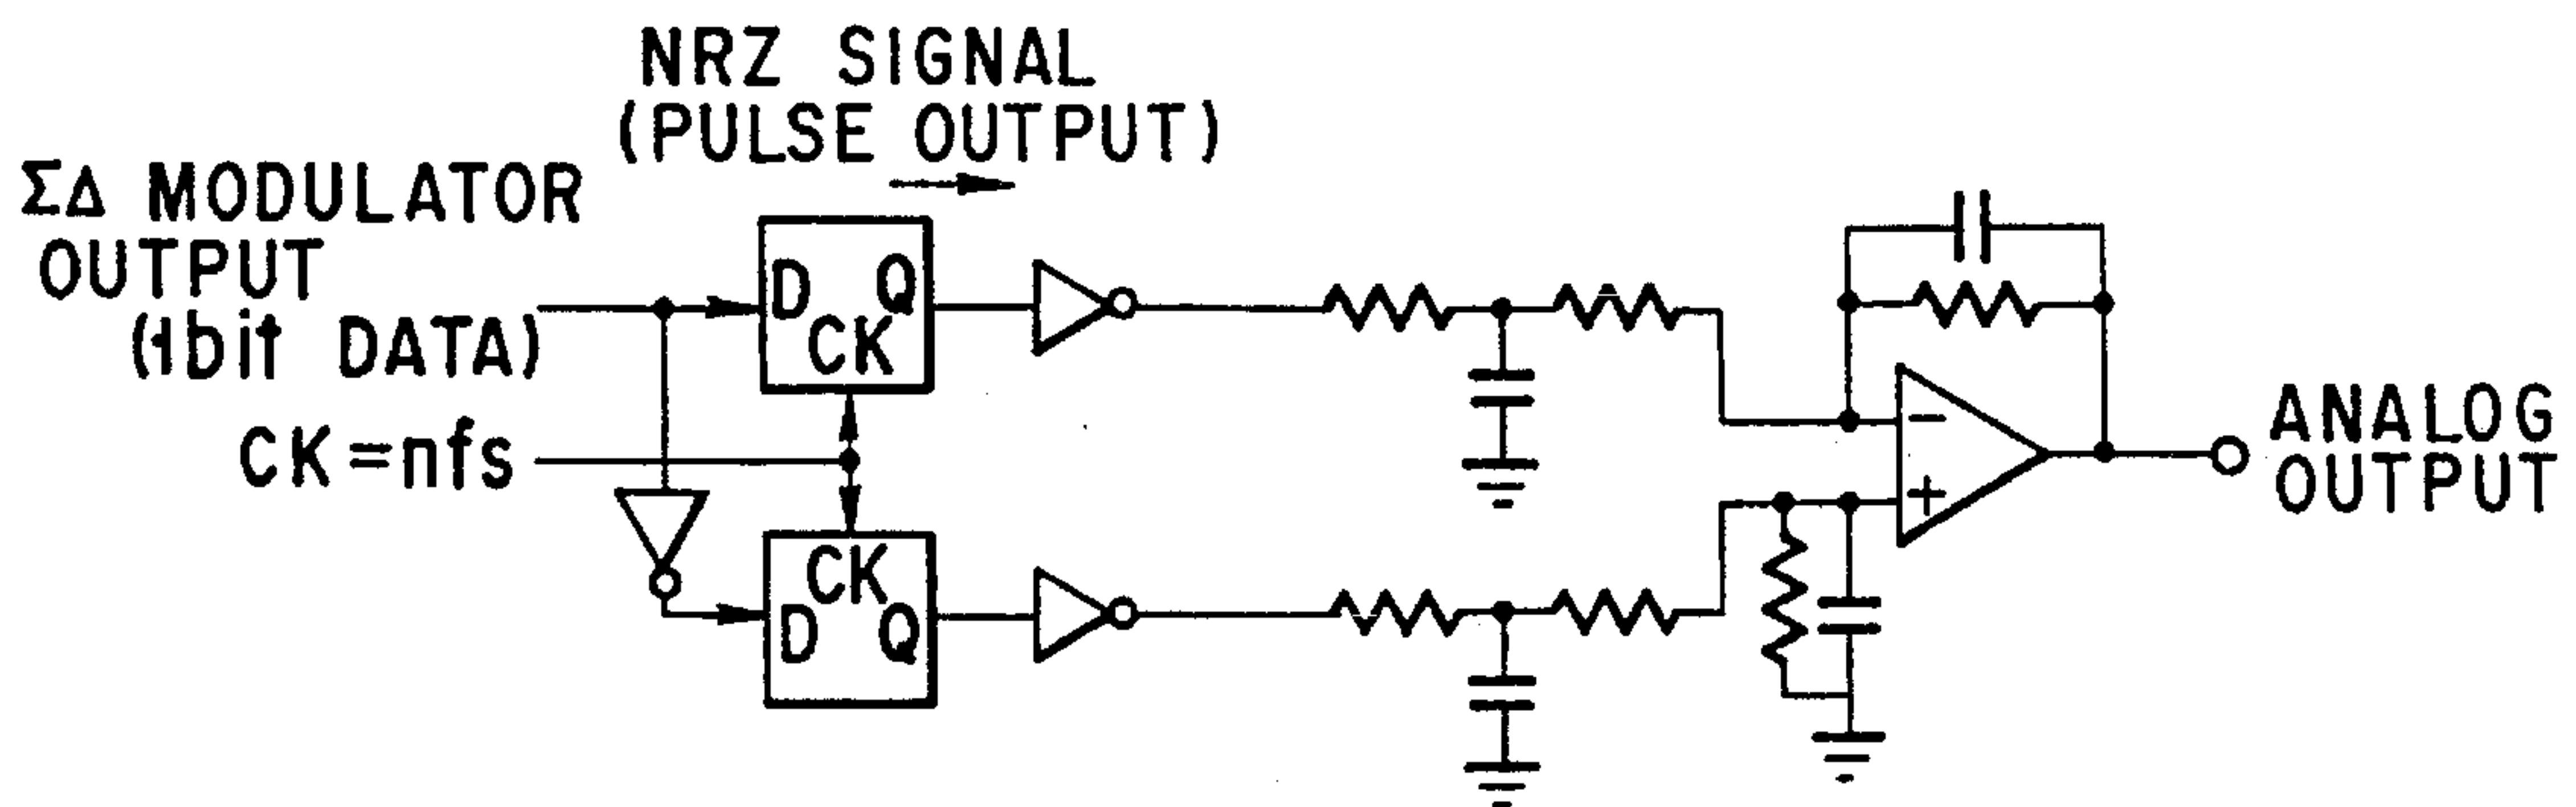 NRZ SIGNAL
(PULSE OUTPUT)
ΣΔ MODULATOR
OUTPUT
(1bit DATA)
D Q
CK
CK=nfs
CK
D Q
−
+
ANALOG
OUTPUT